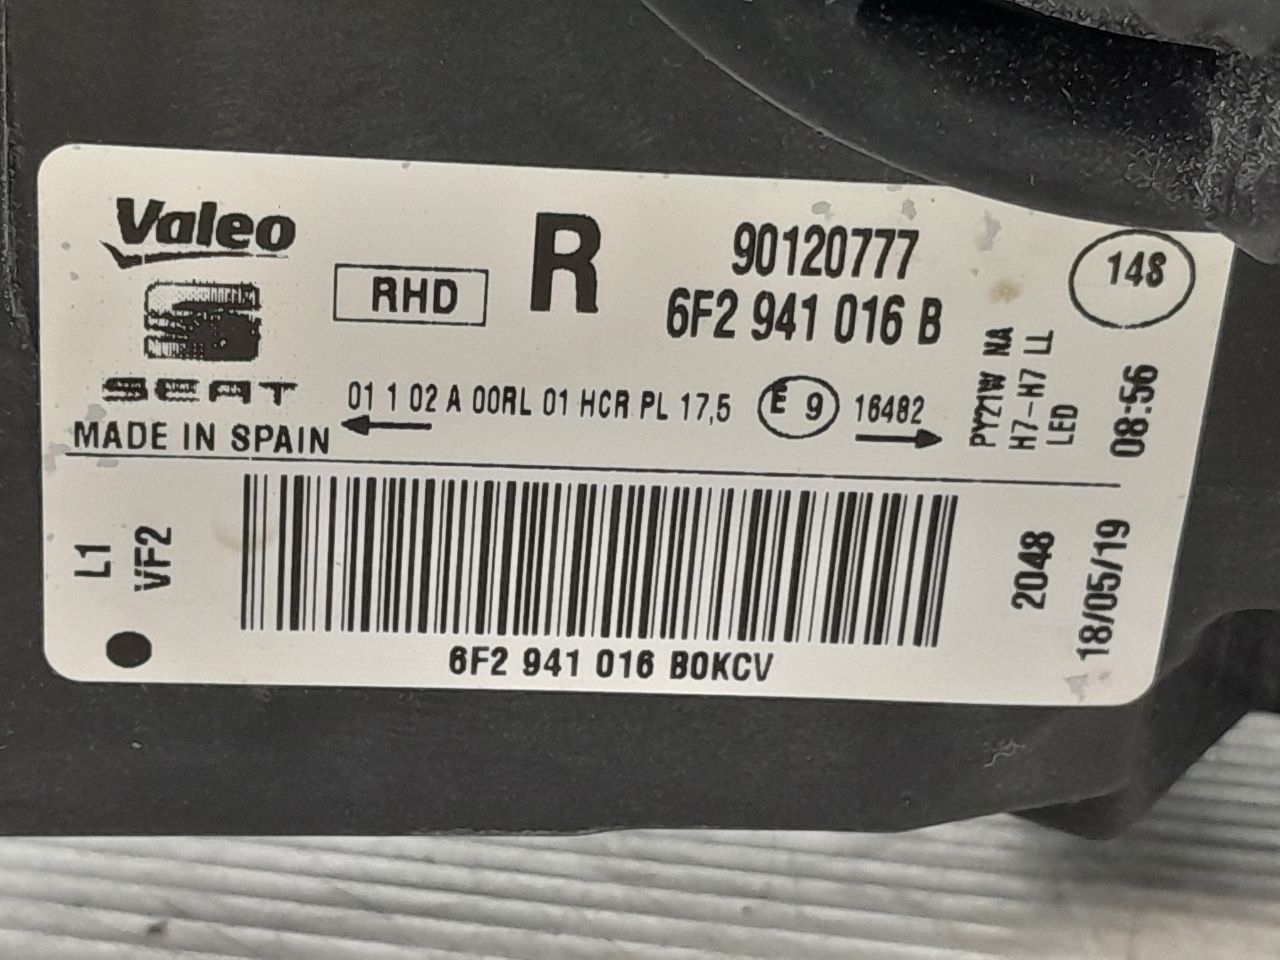 Valeo
SEAT
MADE IN SPAIN
RHD
R
90120777
6F2 941 016 B
148
01 1 02 A 00RL 01 HCR PL 17,5
E 9
16482
PY21W NA
H7-H7 LL
LED
08:56
L1
VF2
2048
18/05/19
6F2 941 016 B0KCV